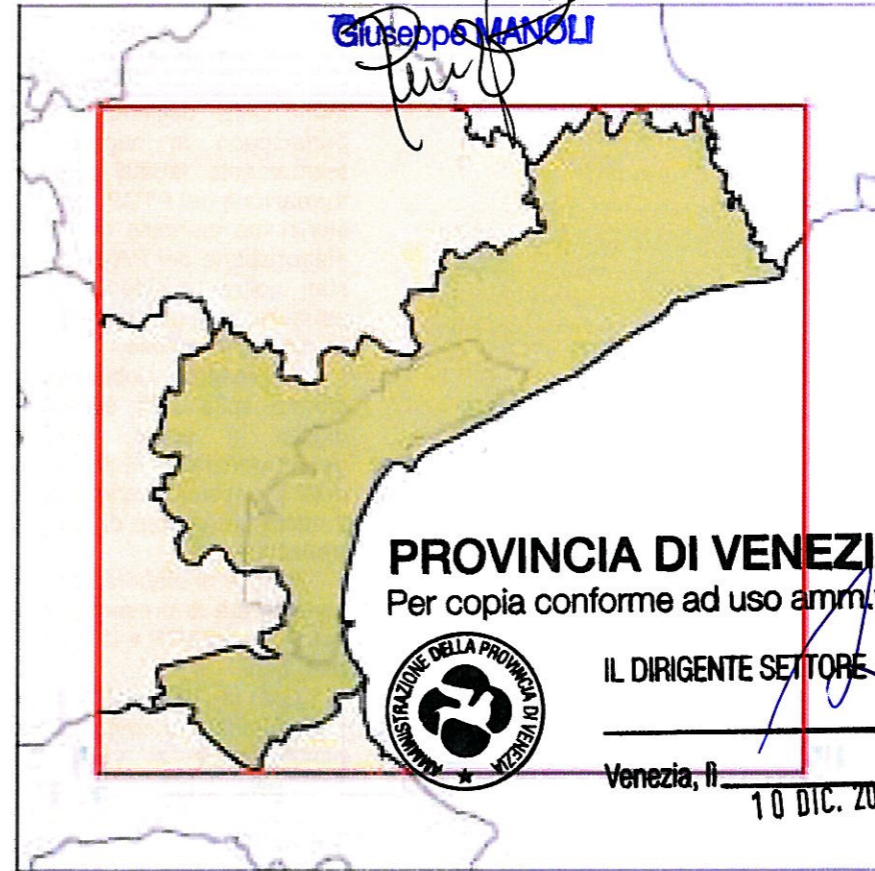 Giuseppe MANOLI
PROVINCIA DI VENEZI
Per copia conforme ad uso amm.
IL DIRIGENTE SETTORE
AMMINISTRAZIONE DELLA PROVINCIA DI VENEZIA
Venezia, lì
10 DIC. 20